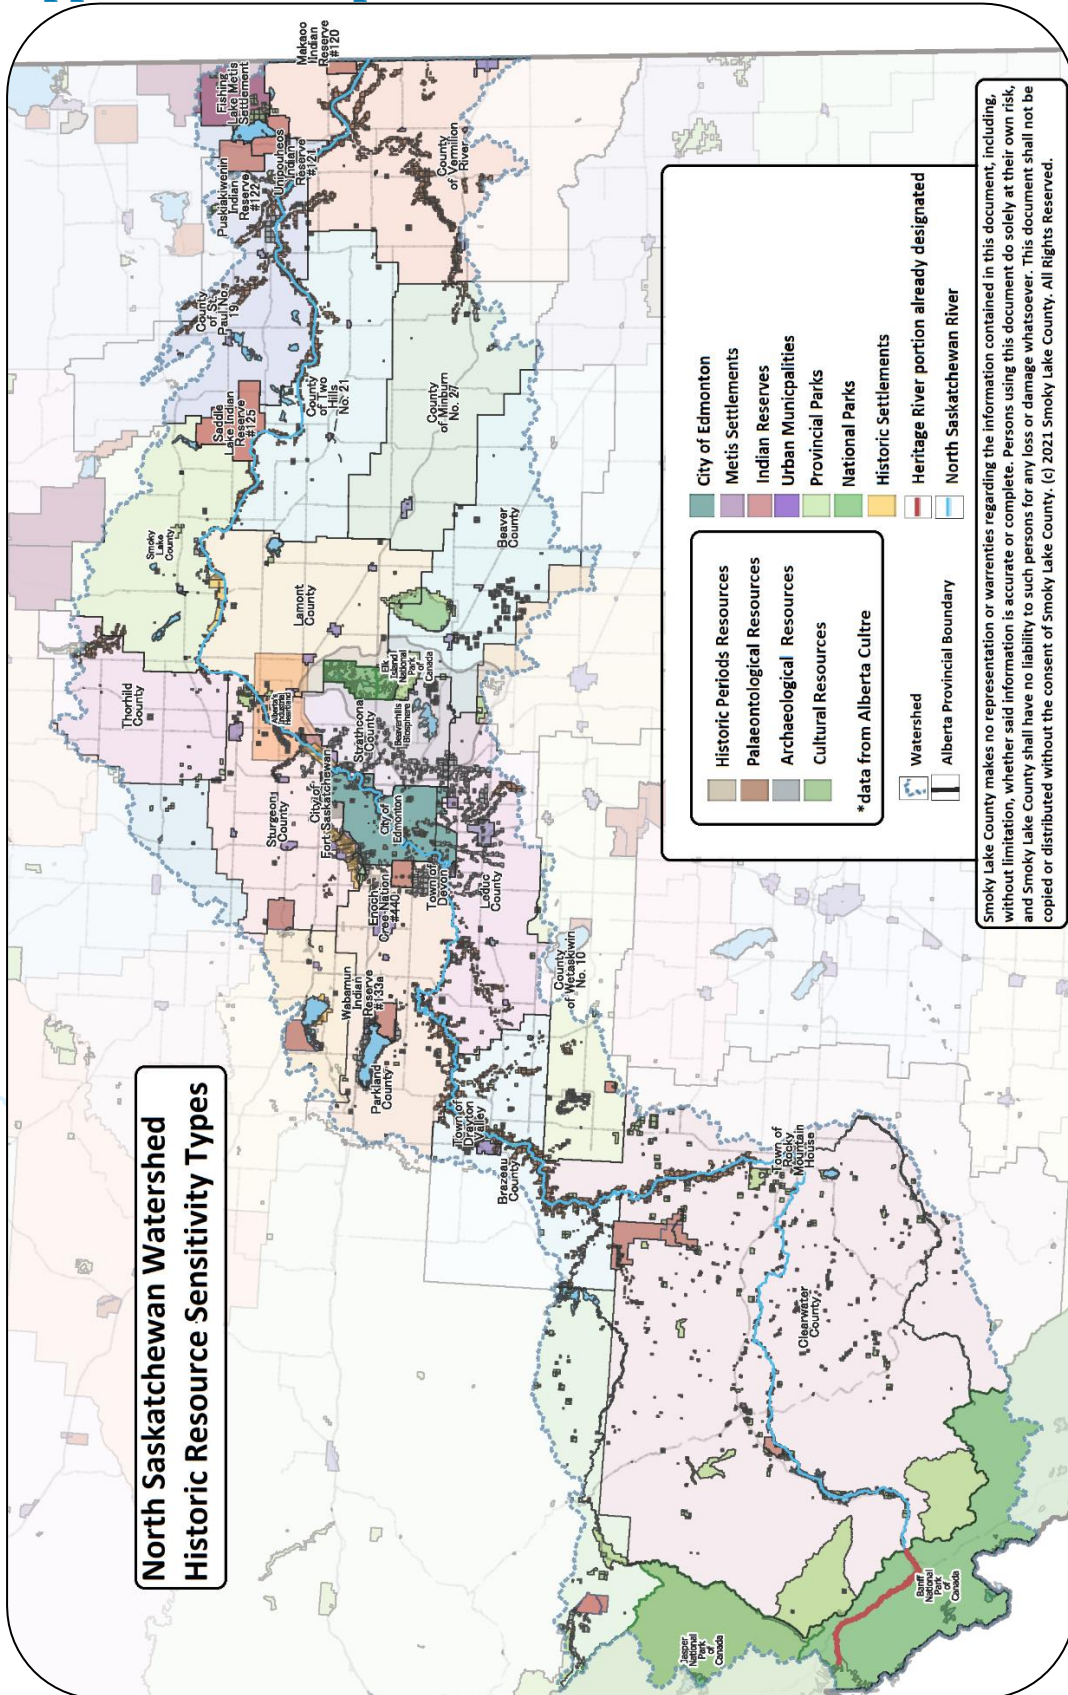 North Saskatchewan Watershed
Historic Resource Sensitivity Types
Makaoo
Indian
Reserve
#120
Fishing
Lake Metis
Settlement
Unipouheos
Indian
Reserve
#121
Puskiakiwenin
Indian
Reserve
#122
County
of Vermilion
River
County
of St.
Paul No.
19
Saddle
Lake Indian
Reserve
#125
County
of Two
Hills
No. 21
County
of Minburn
No. 27
Smoky
Lake
County
Beaver
County
Lamont
County
Thorhild
County
Alberta's
Industrial
Heartland
Elk
Island
National
Park
of
Canada
Strathcona
County
Beaverhills
Biosphere
Sturgeon
County
City of
Fort Saskatchewan
City of
Edmonton
Enoch
Cree Nation
#440
Town of
Devon
Leduc
County
Wabamun
Indian
Reserve
#133a
Parkland
County
County
of Wetaskiwin
No. 10
Town of
Drayton
Valley
Brazeau
County
Town of
Rocky
Mountain
House
Clearwater
County
Banff
National
Park
of
Canada
Jasper
National
Park
of
Canada
Historic Periods Resources
Palaeontological Resources
Archaeological Resources
Cultural Resources
*data from Alberta Cultre
Watershed
Alberta Provincial Boundary
City of Edmonton
Metis Settlements
Indian Reserves
Urban Municpalities
Provincial Parks
National Parks
Historic Settlements
Heritage River portion already designated
North Saskatchewan River
Smoky Lake County makes no representation or warrenties regarding the information contained in this document, including,
without limitation, whether said information is accurate or complete. Persons using this document do solely at their own risk,
and Smoky Lake County shall have no liability to such persons for any loss or damage whatsoever. This document shall not be
copied or distributed without the consent of Smoky Lake County. (c) 2021 Smoky Lake County. All Rights Reserved.